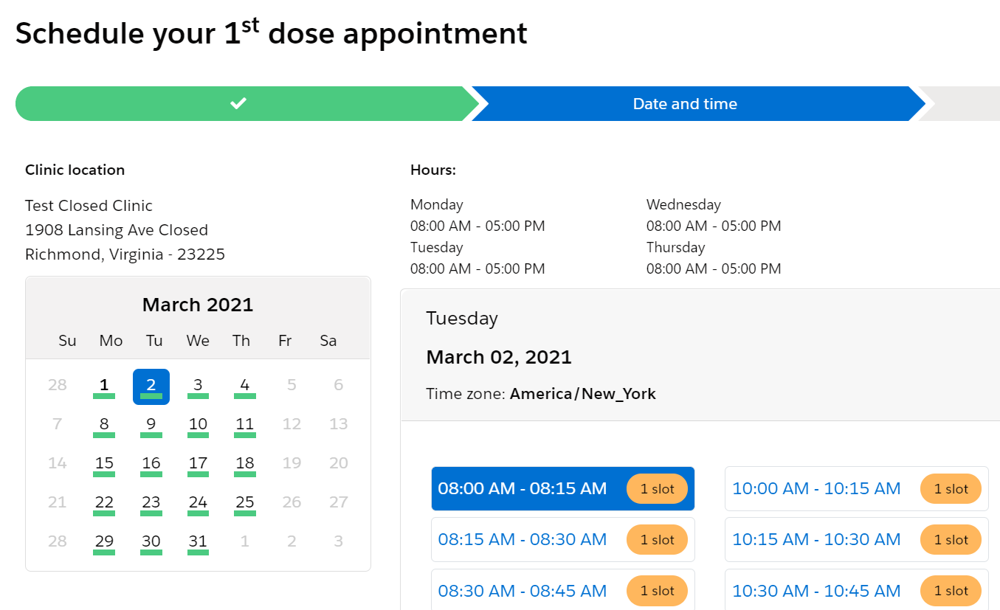 Schedule your 1st dose appointment
Date and time
Clinic location
Test Closed Clinic
1908 Lansing Ave Closed
Richmond, Virginia - 23225
Hours:
Monday
08:00 AM - 05:00 PM
Tuesday
08:00 AM - 05:00 PM
Wednesday
08:00 AM - 05:00 PM
Thursday
08:00 AM - 05:00 PM
March 2021
Su Mo Tu We Th Fr Sa
28 1 2 3 4 5 6
7 8 9 10 11 12 13
14 15 16 17 18 19 20
21 22 23 24 25 26 27
28 29 30 31 1 2 3
Tuesday
March 02, 2021
Time zone: America/New_York
08:00 AM - 08:15 AM 1 slot
08:15 AM - 08:30 AM 1 slot
08:30 AM - 08:45 AM 1 slot
10:00 AM - 10:15 AM 1 slot
10:15 AM - 10:30 AM 1 slot
10:30 AM - 10:45 AM 1 slot